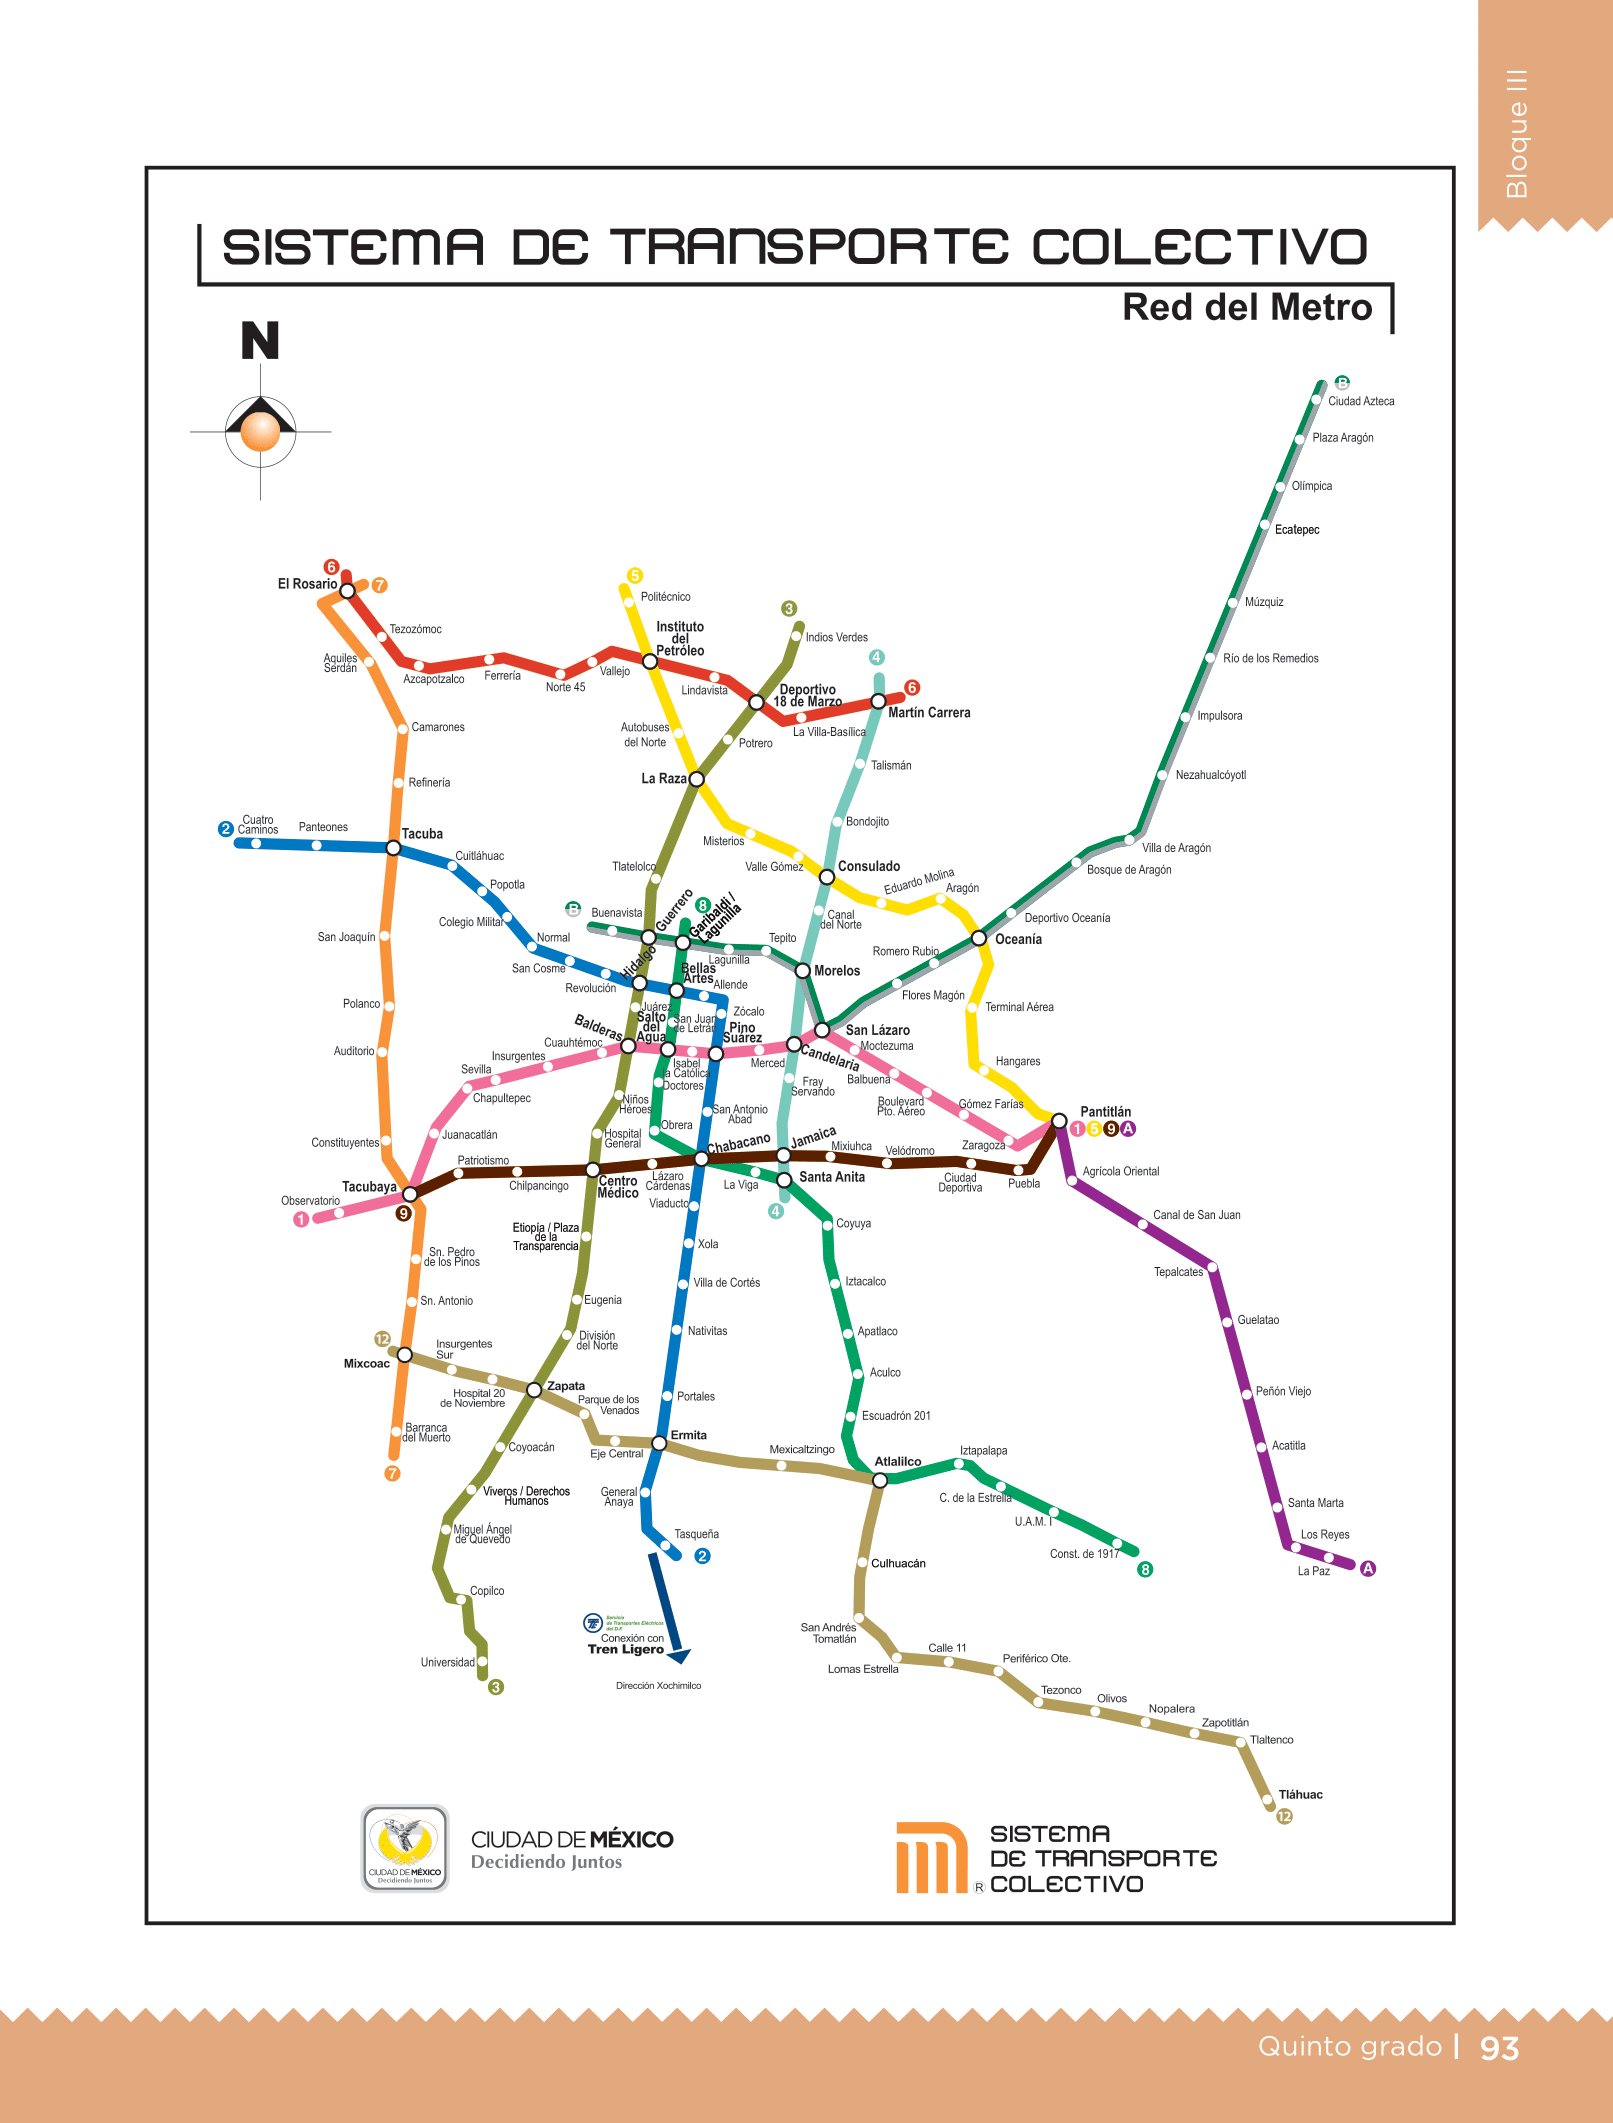 Bloque III
SISTEMA DE TRANSPORTE COLECTIVO
Red del Metro
N
B
Ciudad Azteca
Plaza Aragón
Olímpica
Ecatepec
Múzquiz
Río de los Remedios
Impulsora
Nezahualcóyotl
Villa de Aragón
Bosque de Aragón
Deportivo Oceanía
Oceanía
Romero Rubio
Flores Magón
6
El Rosario
7
Tezozómoc
Aquiles
Serdán
Azcapotzalco
Ferrería
Norte 45
Vallejo
5
Politécnico
Instituto
del
Petróleo
Lindavista
3
Indios Verdes
Deportivo
18 de Marzo
La Villa-Basílica
4
6
Martín Carrera
Camarones
Refinería
Autobuses
del Norte
Potrero
La Raza
Talismán
Bondojito
Misterios
Valle Gómez
Consulado
Eduardo Molina
Aragón
2
Cuatro
Caminos
Panteones
Tacuba
Cuitláhuac
Popotla
Colegio Militar
Normal
San Cosme
Revolución
Tlatelolco
B
Buenavista
Guerrero
8
Garibaldi /
Lagunilla
Lagunilla
Tepito
Canal
del Norte
Morelos
San Joaquín
Polanco
Auditorio
Constituyentes
Hidalgo
Bellas
Artes
Allende
Zócalo
Juárez
San Juan
de Letrán
Salto
del
Agua
Pino
Suárez
Balderas
Cuauhtémoc
Insurgentes
Sevilla
Chapultepec
Juanacatlán
Isabel
la Católica
Merced
Candelaria
San Lázaro
Moctezuma
Balbuena
Boulevard
Pto. Aéreo
Gómez Farías
Zaragoza
Terminal Aérea
Hangares
Pantitlán
1 5 9 A
Doctores
Obrera
Niños
Héroes
Hospital
General
San Antonio
Abad
Fray
Servando
Chabacano
Jamaica
Mixiuhca
Velódromo
Ciudad
Deportiva
Puebla
Patriotismo
Chilpancingo
Centro
Médico
Lázaro
Cárdenas
La Viga
Santa Anita
4
Tacubaya
9
Observatorio
1
Agrícola Oriental
Canal de San Juan
Tepalcates
Guelatao
Peñón Viejo
Acatitla
Santa Marta
Los Reyes
La Paz
A
Viaducto
Xola
Villa de Cortés
Nativitas
Portales
Etiopía / Plaza
de la
Transparencia
Eugenia
División
del Norte
Coyuya
Iztacalco
Apatlaco
Aculco
Escuadrón 201
Sn. Pedro
de los Pinos
Sn. Antonio
12
Mixcoac
Insurgentes
Sur
Hospital 20
de Noviembre
Zapata
Parque de los
Venados
Eje Central
Ermita
Mexicaltzingo
Atlalilco
Iztapalapa
C. de la Estrella
U.A.M. I
Const. de 1917
8
Barranca
del Muerto
7
Coyoacán
Viveros / Derechos
Humanos
Miguel Ángel
de Quevedo
Copilco
Universidad
3
General
Anaya
Tasqueña
2
Servicio
de Transportes Eléctricos
del D.F.
Conexión con
Tren Ligero
Dirección Xochimilco
Culhuacán
San Andrés
Tomatlán
Lomas Estrella
Calle 11
Periférico Ote.
Tezonco
Olivos
Nopalera
Zapotitlán
Tlaltenco
Tláhuac
12
CIUDAD DE MÉXICO
Decidiendo Juntos
CIUDAD DE MÉXICO
Decidiendo Juntos
®
SISTEMA
DE TRANSPORTE
COLECTIVO
Quinto grado | 93